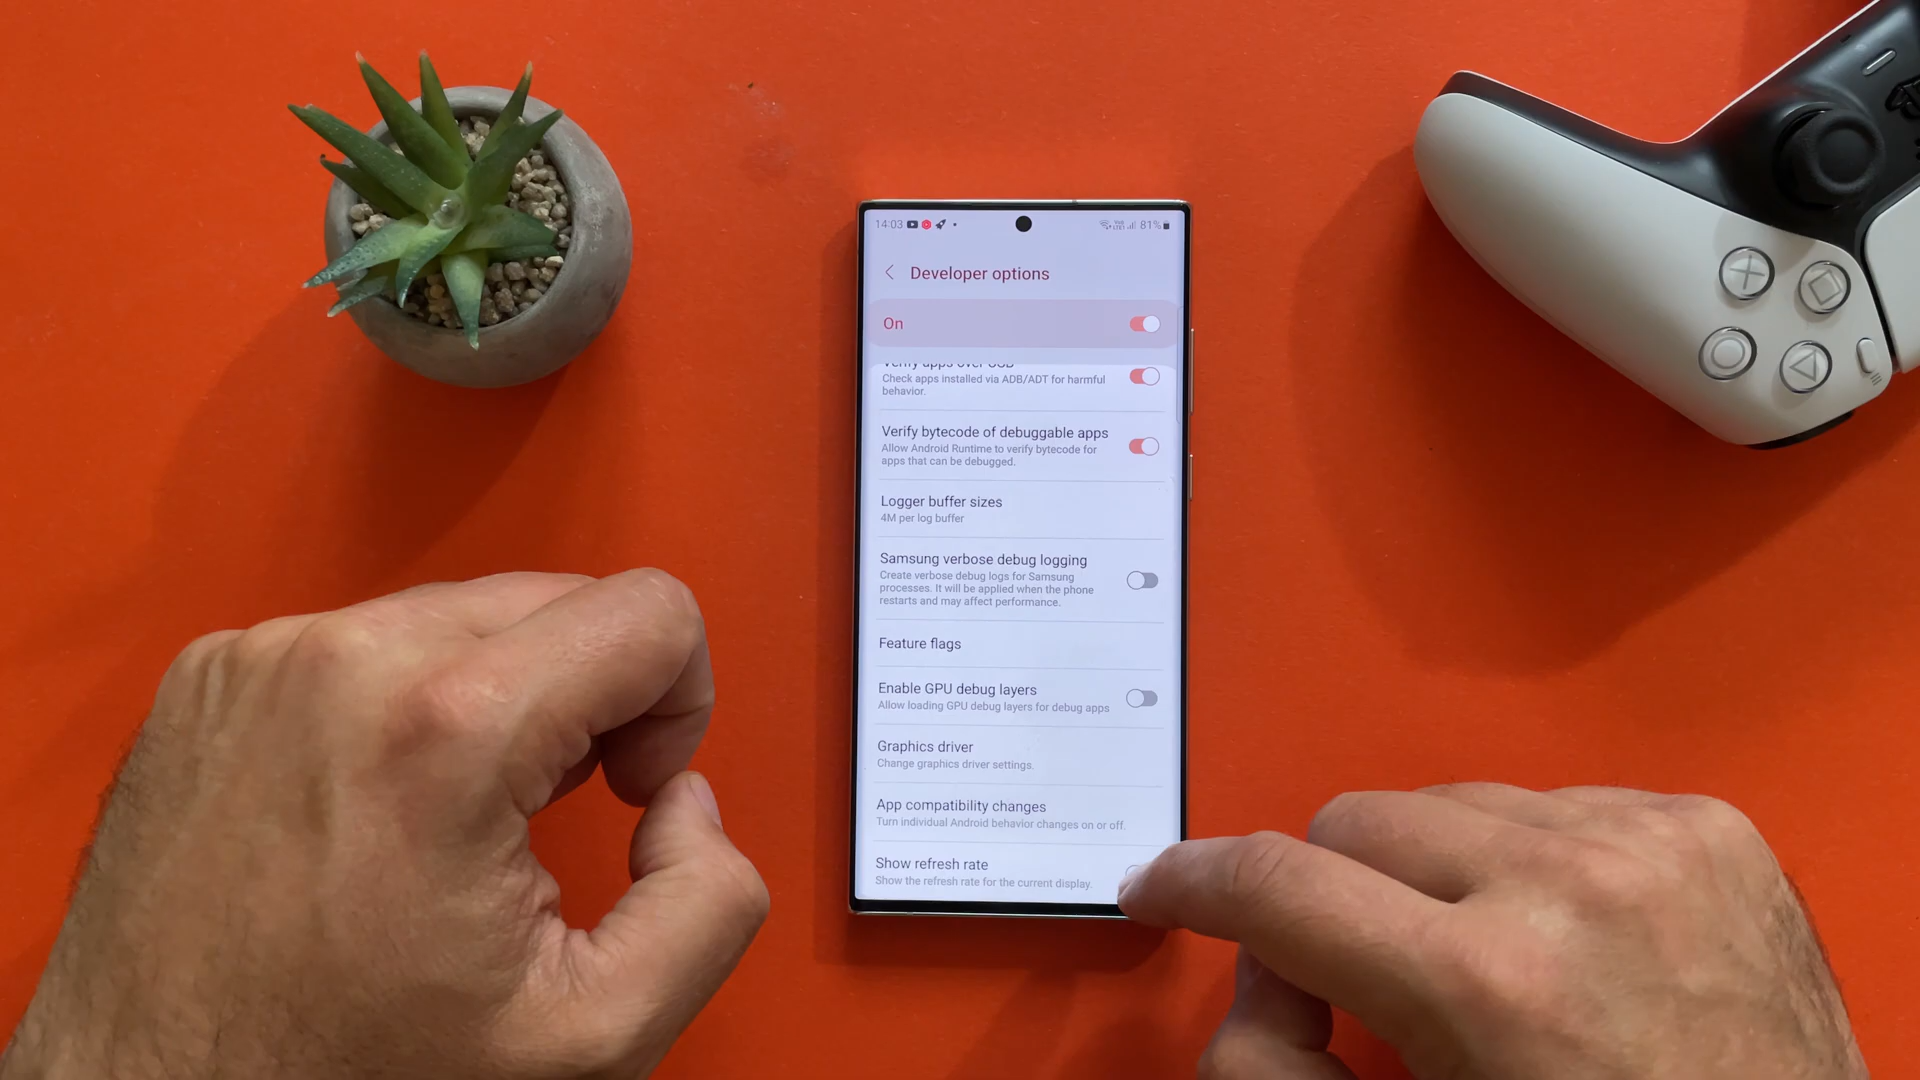 14:03
81%
Developer options
On
Verify apps over USB
Check apps installed via ADB/ADT for harmful
behavior.
Verify bytecode of debuggable apps
Allow Android Runtime to verify bytecode for
apps that can be debugged.
Logger buffer sizes
4M per log buffer
Samsung verbose debug logging
Create verbose debug logs for Samsung
processes. It will be applied when the phone
restarts and may affect performance.
Feature flags
Enable GPU debug layers
Allow loading GPU debug layers for debug apps
Graphics driver
Change graphics driver settings.
App compatibility changes
Turn individual Android behavior changes on or off.
Show refresh rate
Show the refresh rate for the current display.